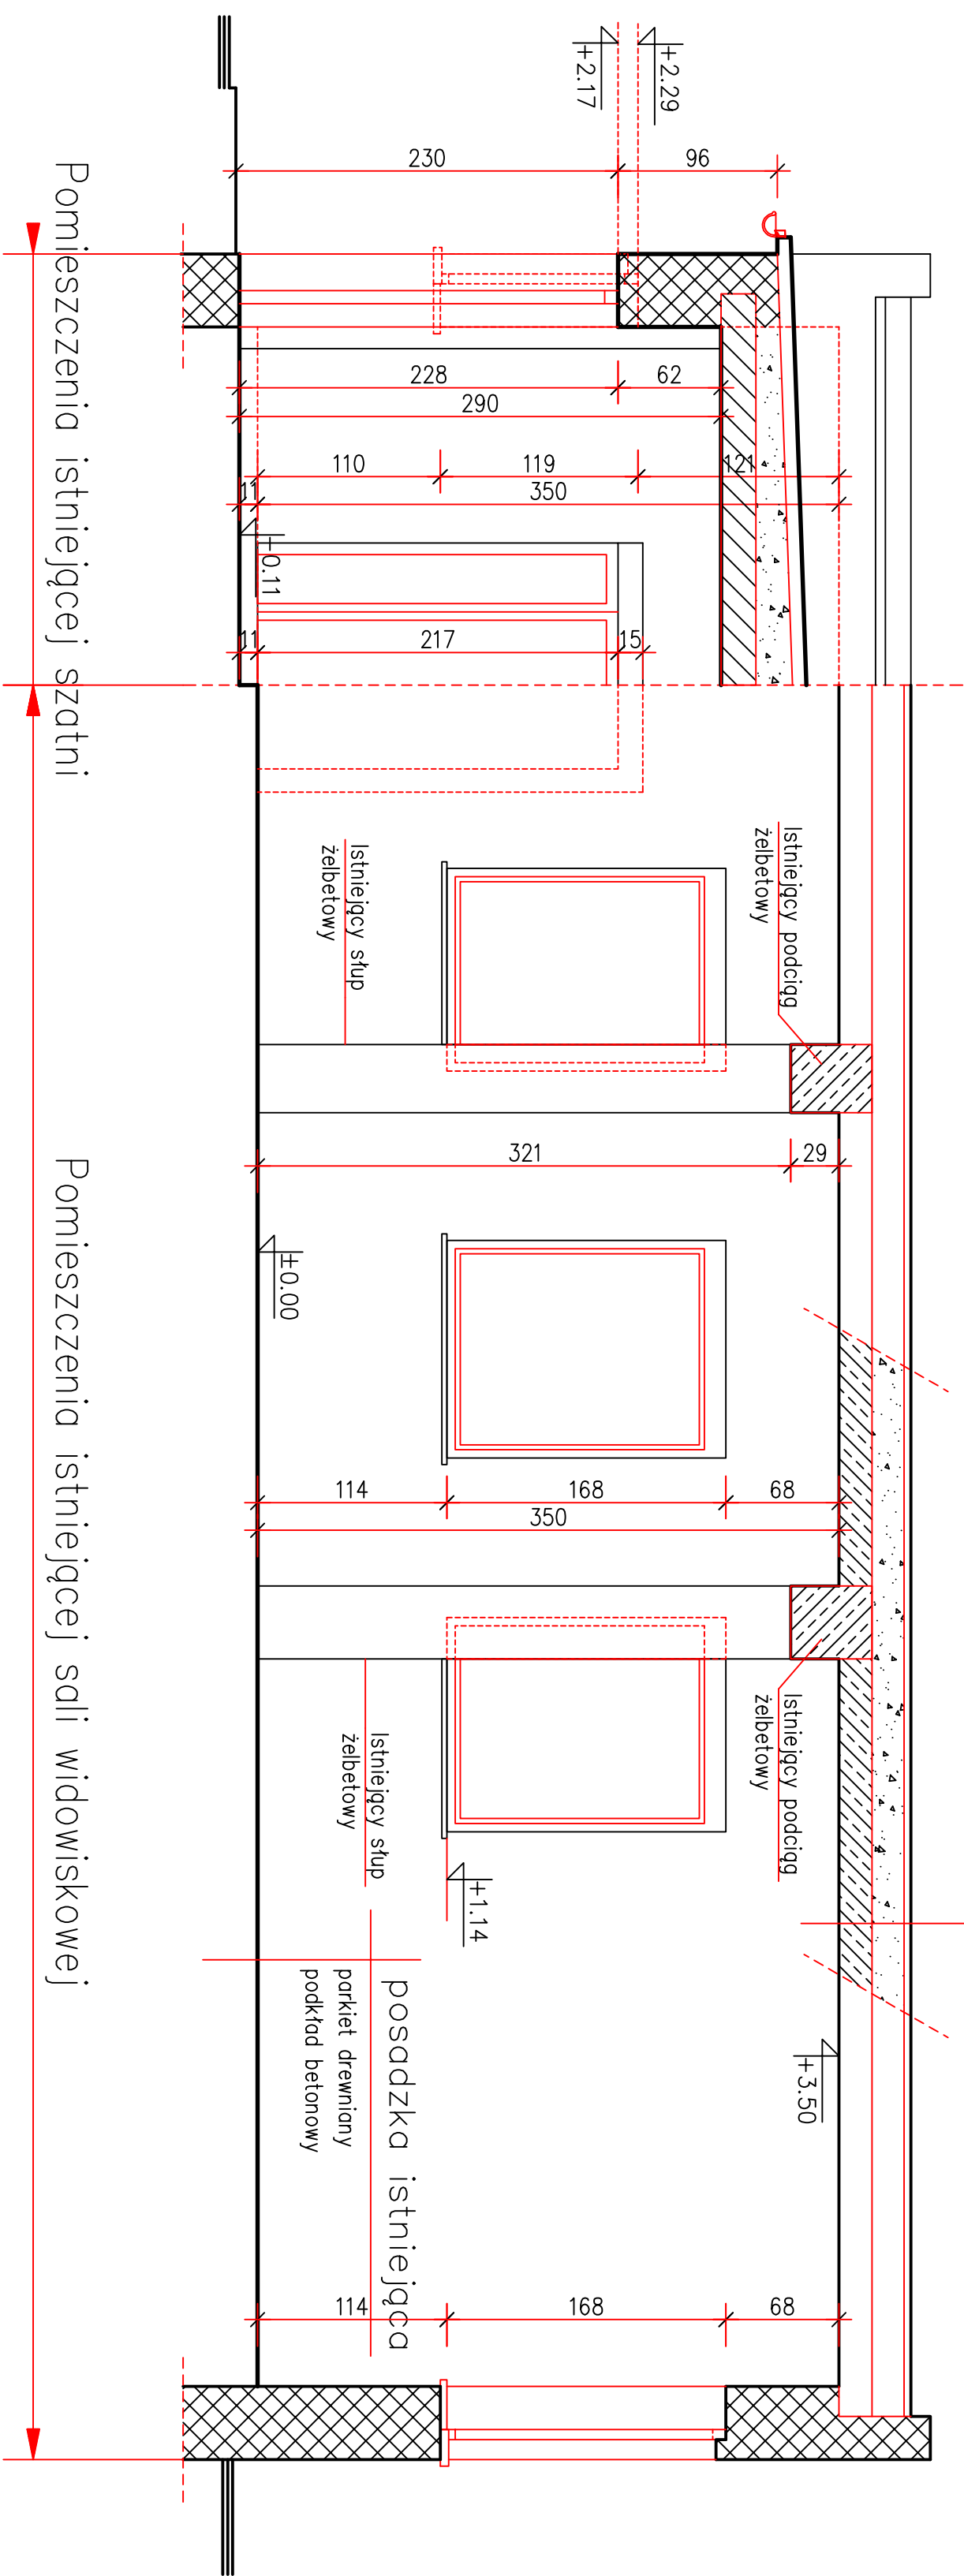 +2.29
+2.17
230
96
228
62
290
110
119
121
11
350
+0.11
11
217
15
Istniejący podciąg
żelbetowy
Istniejący słup
żelbetowy
321
29
±0.00
114
168
68
350
Istniejący podciąg
żelbetowy
Istniejący słup
żelbetowy
+1.14
+3.50
posadzka istniejąca
parkiet drewniany
podkład betonowy
114
168
68
Pomieszczenia istniejącej szatni
Pomieszczenia istniejącej sali widowiskowej